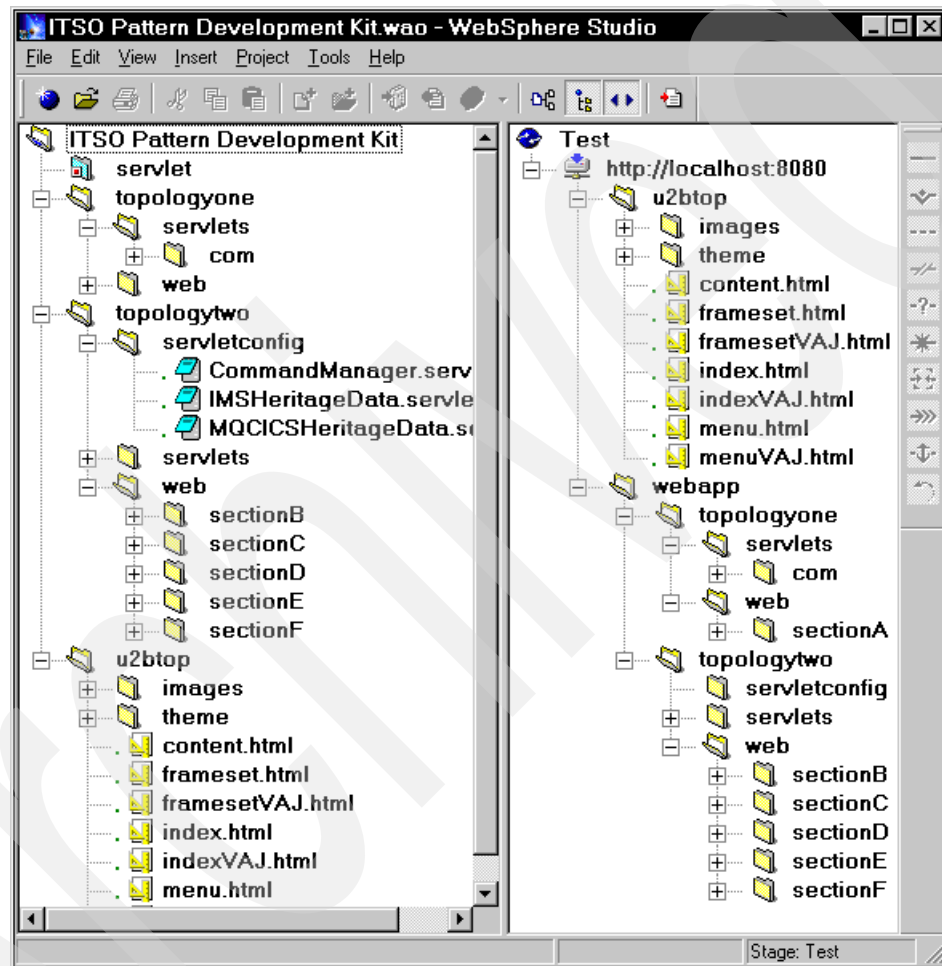 ITSO Pattern Development Kit.wao - WebSphere Studio
File Edit View Insert Project Tools Help
ITSO Pattern Development Kit
servlet
topologyone
servlets
com
web
topologytwo
servletconfig
CommandManager.serv
IMSHeritageData.servle
MQCICSHeritageData.s
servlets
web
sectionB
sectionC
sectionD
sectionE
sectionF
u2btop
images
theme
content.html
frameset.html
framesetVAJ.html
index.html
indexVAJ.html
menu.html
Test
http://localhost:8080
u2btop
images
theme
content.html
frameset.html
framesetVAJ.html
index.html
indexVAJ.html
menu.html
menuVAJ.html
webapp
topologyone
servlets
com
web
sectionA
topologytwo
servletconfig
servlets
web
sectionB
sectionC
sectionD
sectionE
sectionF
Stage: Test